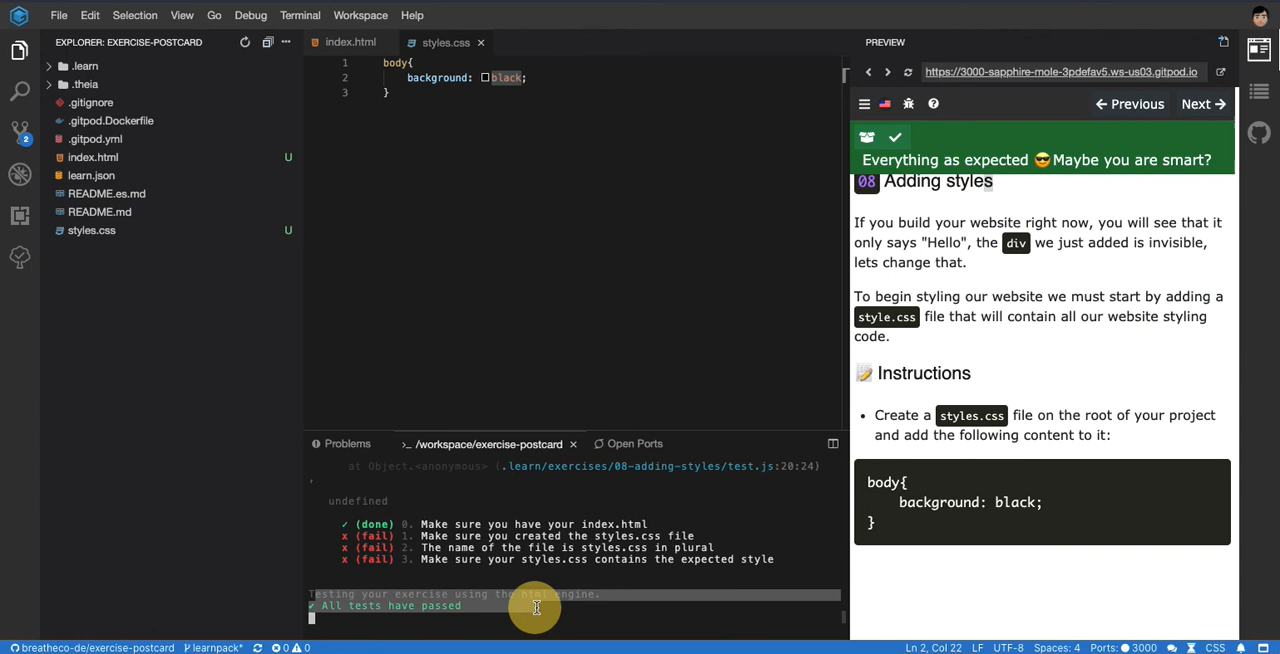 File Edit Selection View Go Debug Terminal Workspace Help
EXPLORER: EXERCISE-POSTCARD
.learn
.theia
.gitignore
.gitpod.Dockerfile
.gitpod.yml
index.html U
learn.json
README.es.md
README.md
styles.css U
2
index.html styles.css ×
1 body{
2 background: black;
3 }
Problems >_ /workspace/exercise-postcard × Open Ports
at Object.<anonymous> (.learn/exercises/08-adding-styles/test.js:20:24)
,
undefined
✓ (done) 0. Make sure you have your index.html
x (fail) 1. Make sure you created the styles.css file
x (fail) 2. The name of the file is styles.css in plural
x (fail) 3. Make sure your styles.css contains the expected style
Testing your exercise using the html engine.
✓ All tests have passed
PREVIEW
https://3000-sapphire-mole-3pdefav5.ws-us03.gitpod.io
← Previous Next →
Everything as expected 😎 Maybe you are smart?
08 Adding styles
If you build your website right now, you will see that it
only says "Hello", the div we just added is invisible,
lets change that.
To begin styling our website we must start by adding a
style.css file that will contain all our website styling
code.
📝 Instructions
• Create a styles.css file on the root of your project
and add the following content to it:
body{
background: black;
}
breatheco-de/exercise-postcard learnpack* 0 0 Ln 2, Col 22 LF UTF-8 Spaces: 4 Ports: 3000 CSS